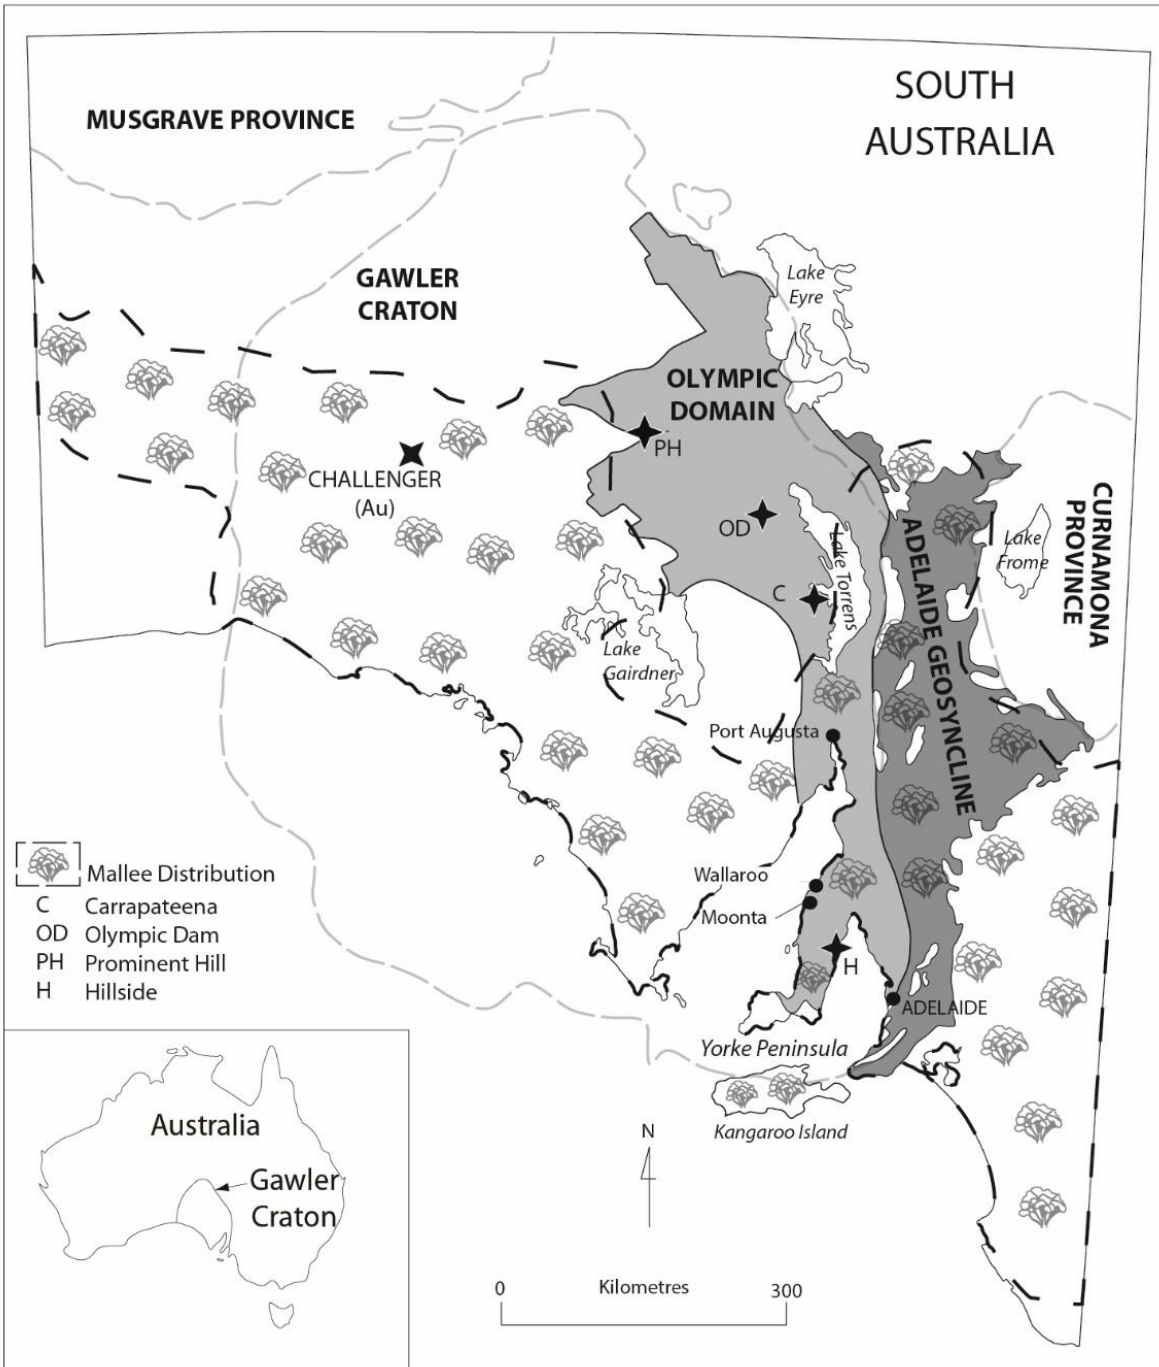 SOUTH
AUSTRALIA
MUSGRAVE PROVINCE
GAWLER
CRATON
Lake
Eyre
OLYMPIC
DOMAIN
PH
CHALLENGER
(Au)
OD
Lake Torrens
C
ADELAIDE GEOSYNCLINE
Lake
Frome
CURNAMONA
PROVINCE
Lake
Gairdner
Port Augusta
Wallaroo
Moonta
H
ADELAIDE
Yorke Peninsula
Kangaroo Island
Mallee Distribution
C Carrapateena
OD Olympic Dam
PH Prominent Hill
H Hillside
Australia
Gawler
Craton
N
0 Kilometres 300